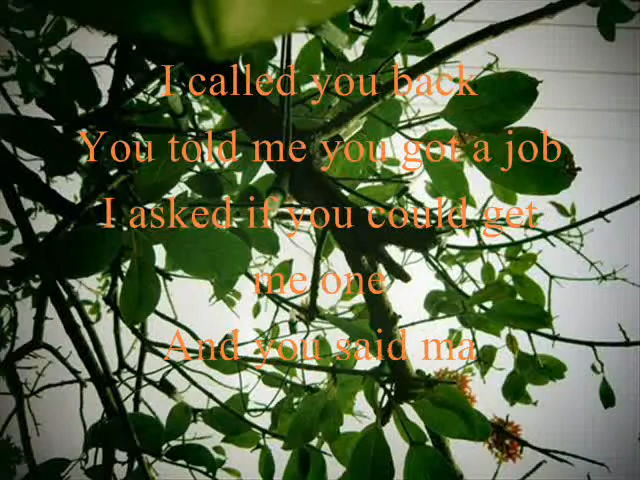 I called you back
You told me you got a job
I asked if you could get
me one
And you said ma